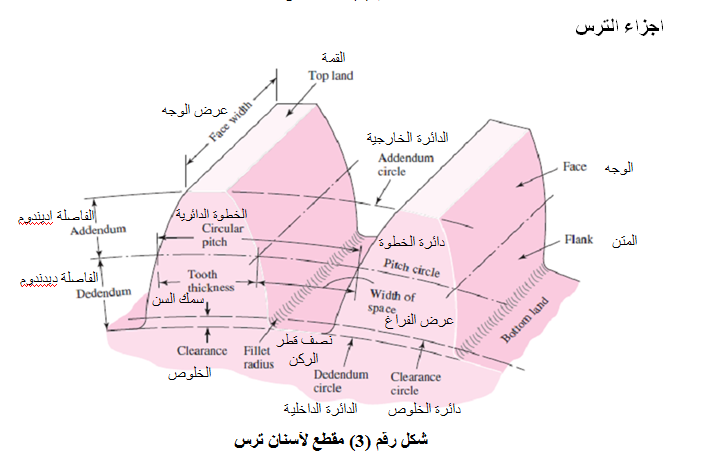 اجزاء الترس
القمة
Top land
عرض الوجه
Face width
الدائرة الخارجية
Addendum
circle
Face الوجه
الفاصلة اديندوم
Addendum
الخطوة الدائرية
Circular
pitch
دائرة الخطوة
Pitch circle
Flank المتن
الفاصلة ديدندوم
Dedendum
Tooth
thickness
سمك السن
Width of
space
عرض الفراغ
Bottom land
Clearance
الخلوص
Fillet
radius
نصف قطر
الركن
Dedendum
circle
الدائرة الداخلية
Clearance
circle
دائرة الخلوص
شكل رقم (3) مقطع لأسنان ترس